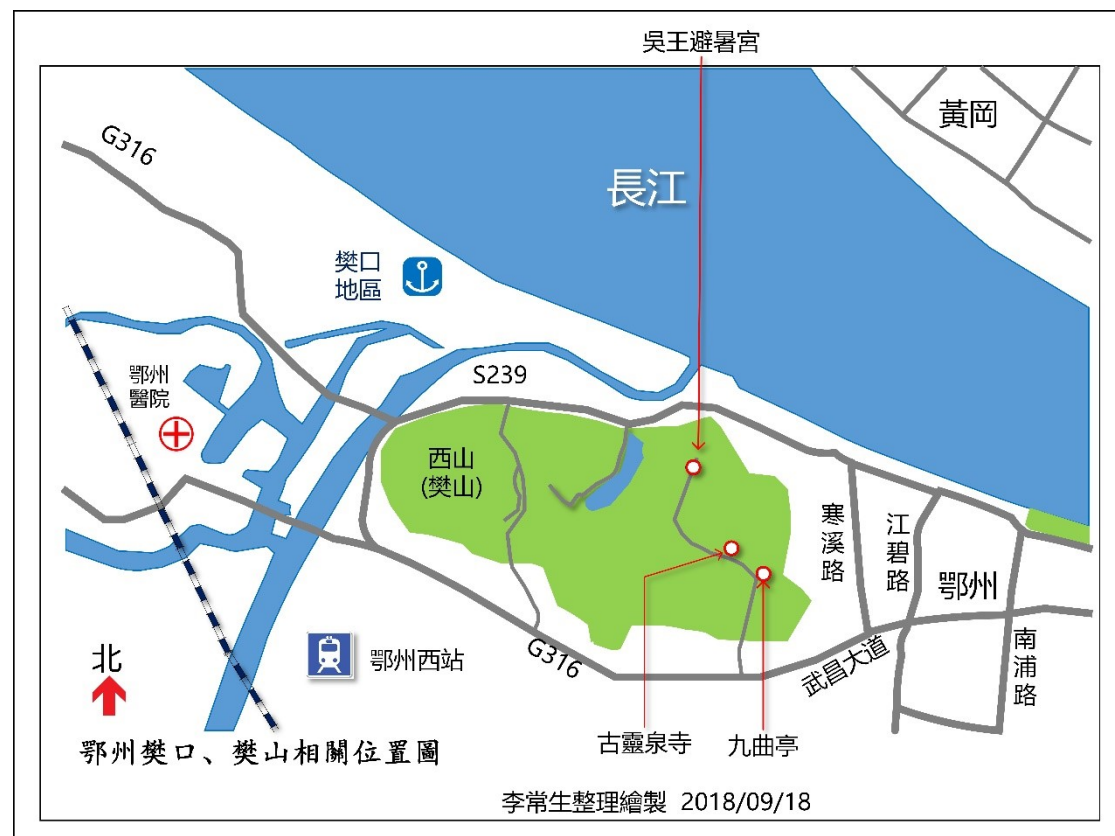 吳王避暑宮
黃岡
G316
長江
樊口
地區
S239
鄂州
醫院
西山
(樊山)
寒溪路
江碧路
鄂州
南浦路
武昌大道
G316
鄂州西站
北
古靈泉寺
九曲亭
鄂州樊口、樊山相關位置圖
李常生整理繪製 2018/09/18